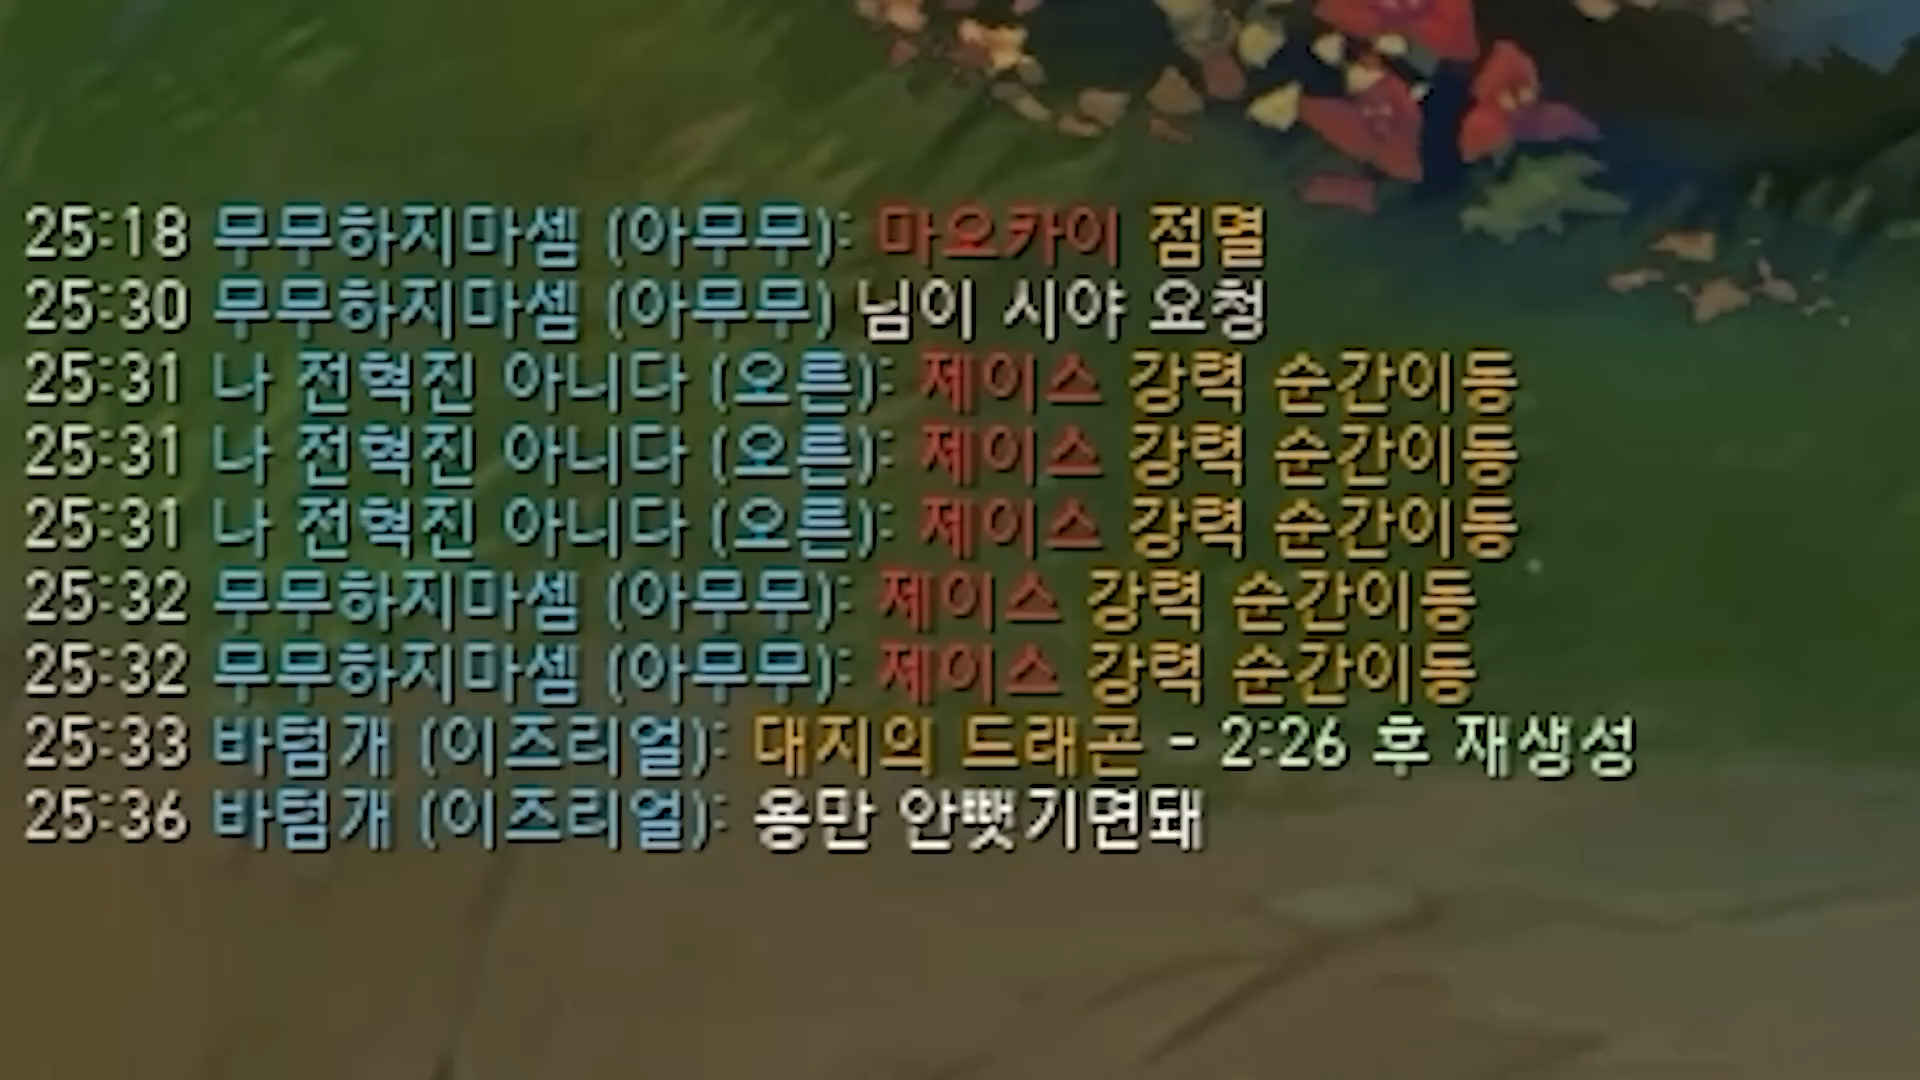 25:18 무무하지마셈 (아무무): 마오카이 점멸
25:30 무무하지마셈 (아무무) 님이 시야 요청
25:31 나 전혁진 아니다 (오른): 제이스 강력 순간이동
25:31 나 전혁진 아니다 (오른): 제이스 강력 순간이동
25:31 나 전혁진 아니다 (오른): 제이스 강력 순간이동
25:32 무무하지마셈 (아무무): 제이스 강력 순간이동
25:32 무무하지마셈 (아무무): 제이스 강력 순간이동
25:33 바텀개 (이즈리얼): 대지의 드래곤 - 2:26 후 재생성
25:36 바텀개 (이즈리얼): 용만 안뺏기면돼